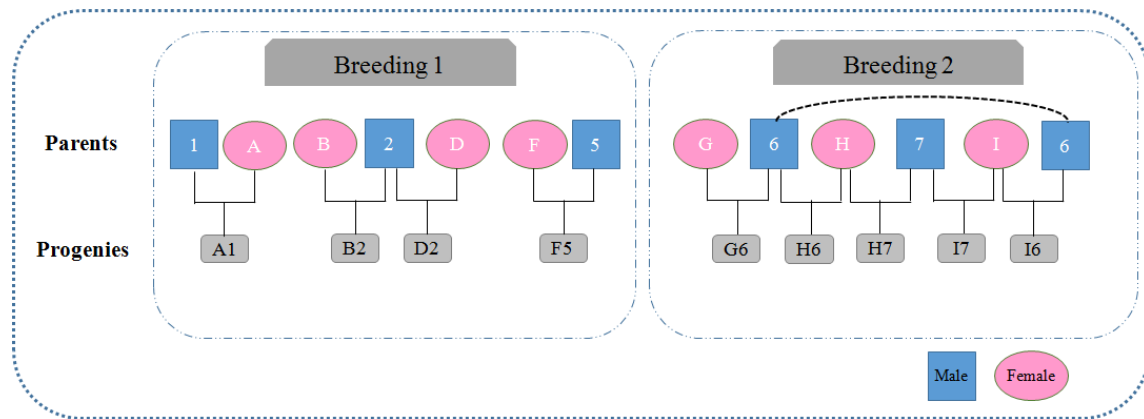 Breeding 1
Breeding 2
Parents
1 A B 2 D F 5 G 6 H 7 I 6
Progenies
A1 B2 D2 F5 G6 H6 H7 I7 I6
Male Female